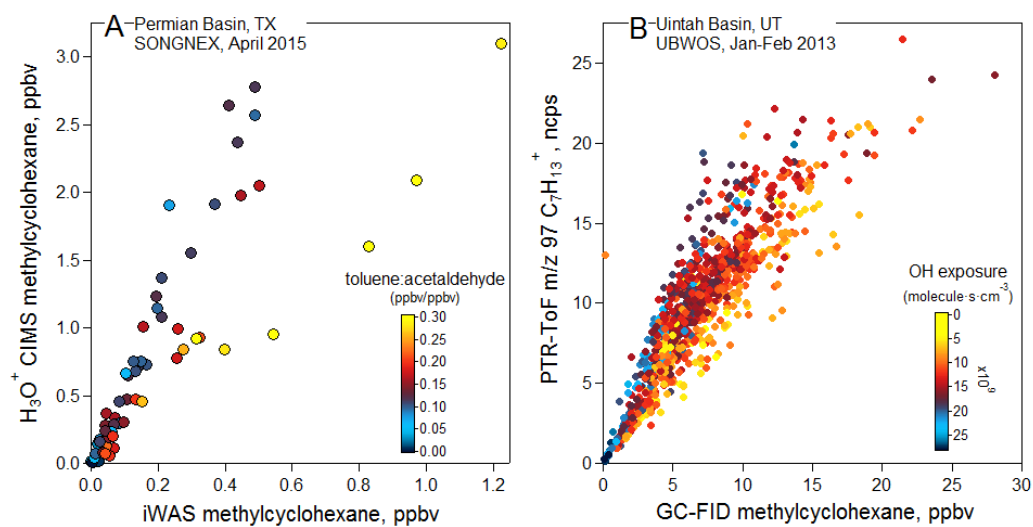 A
Permian Basin, TX
SONGNEX, April 2015
H₃O⁺ CIMS methylcyclohexane, ppbv
3.0
2.5
2.0
1.5
1.0
0.5
0.0
toluene:acetaldehyde
(ppbv/ppbv)
0.30
0.25
0.20
0.15
0.10
0.05
0.00
0.0 0.2 0.4 0.6 0.8 1.0 1.2
iWAS methylcyclohexane, ppbv
B
Uintah Basin, UT
UBWOS, Jan-Feb 2013
PTR-ToF m/z 97 C₇H₁₃⁺, ncps
25
20
15
10
5
0
OH exposure
(molecule·s·cm⁻³)
0
5
10
15
20
25
x10⁹
0 5 10 15 20 25 30
GC-FID methylcyclohexane, ppbv